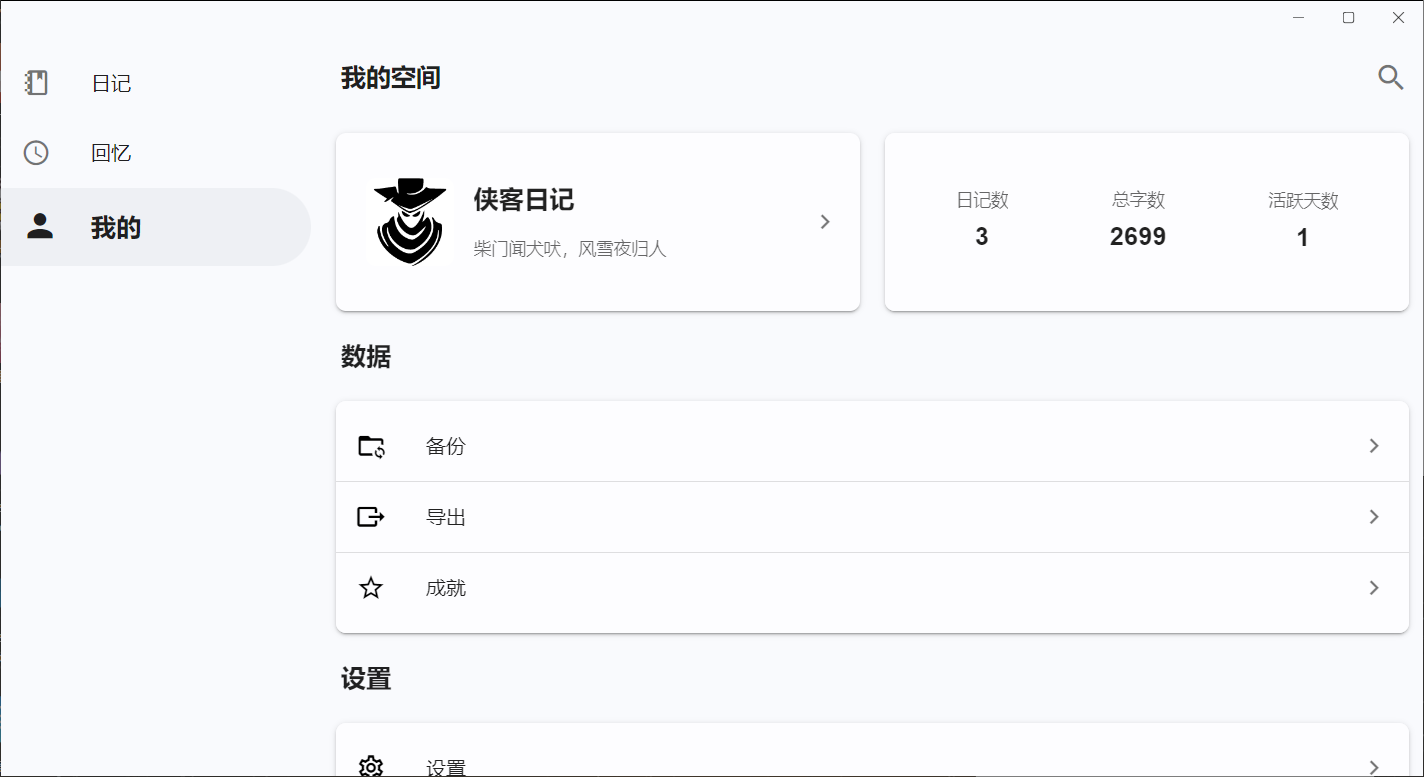 日记
回忆
我的
我的空间
侠客日记
柴门闻犬吠，风雪夜归人
日记数
3
总字数
2699
活跃天数
1
数据
备份
导出
成就
设置
设置